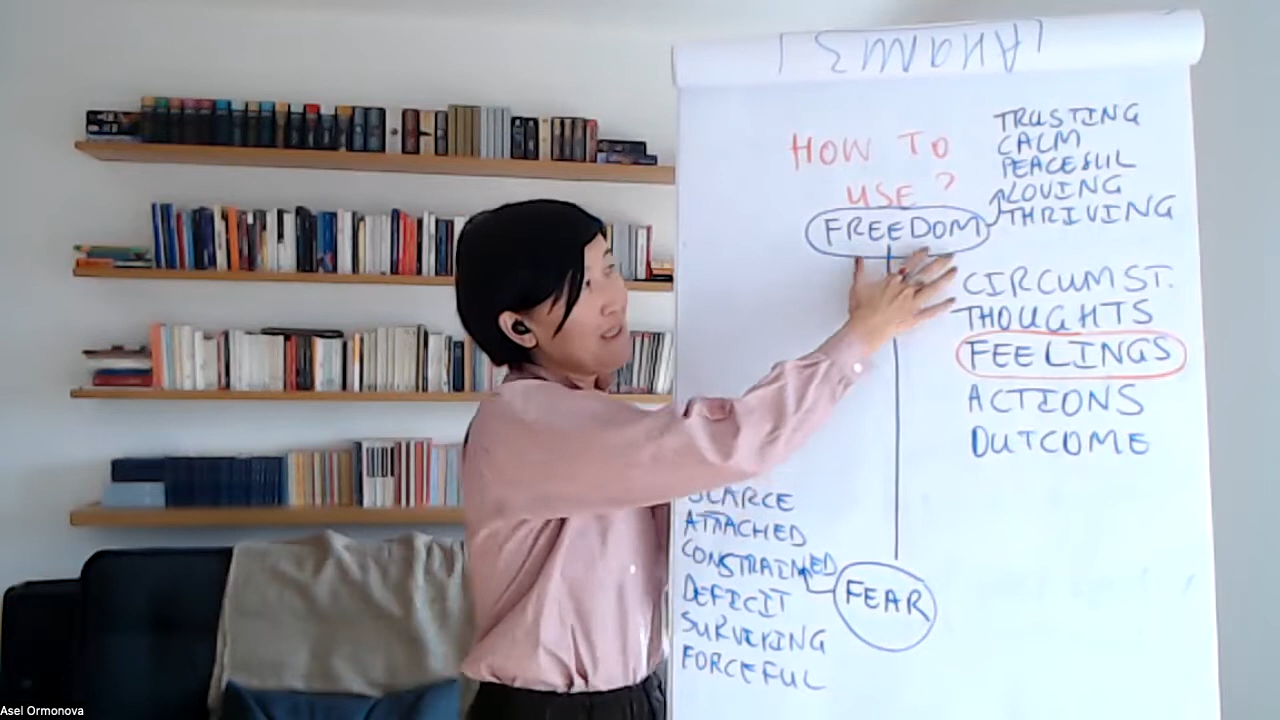 HOW TO
USE?
FREEDOM
TRUSTING
CALM
PEACEFUL
LOVING
THRIVING
CIRCUMST.
THOUGHTS
FEELINGS
ACTIONS
OUTCOME
SCARCE
ATTACHED
CONSTRAINED
DEFICIT
SURVIVING
FORCEFUL
FEAR
Asel Ormonova